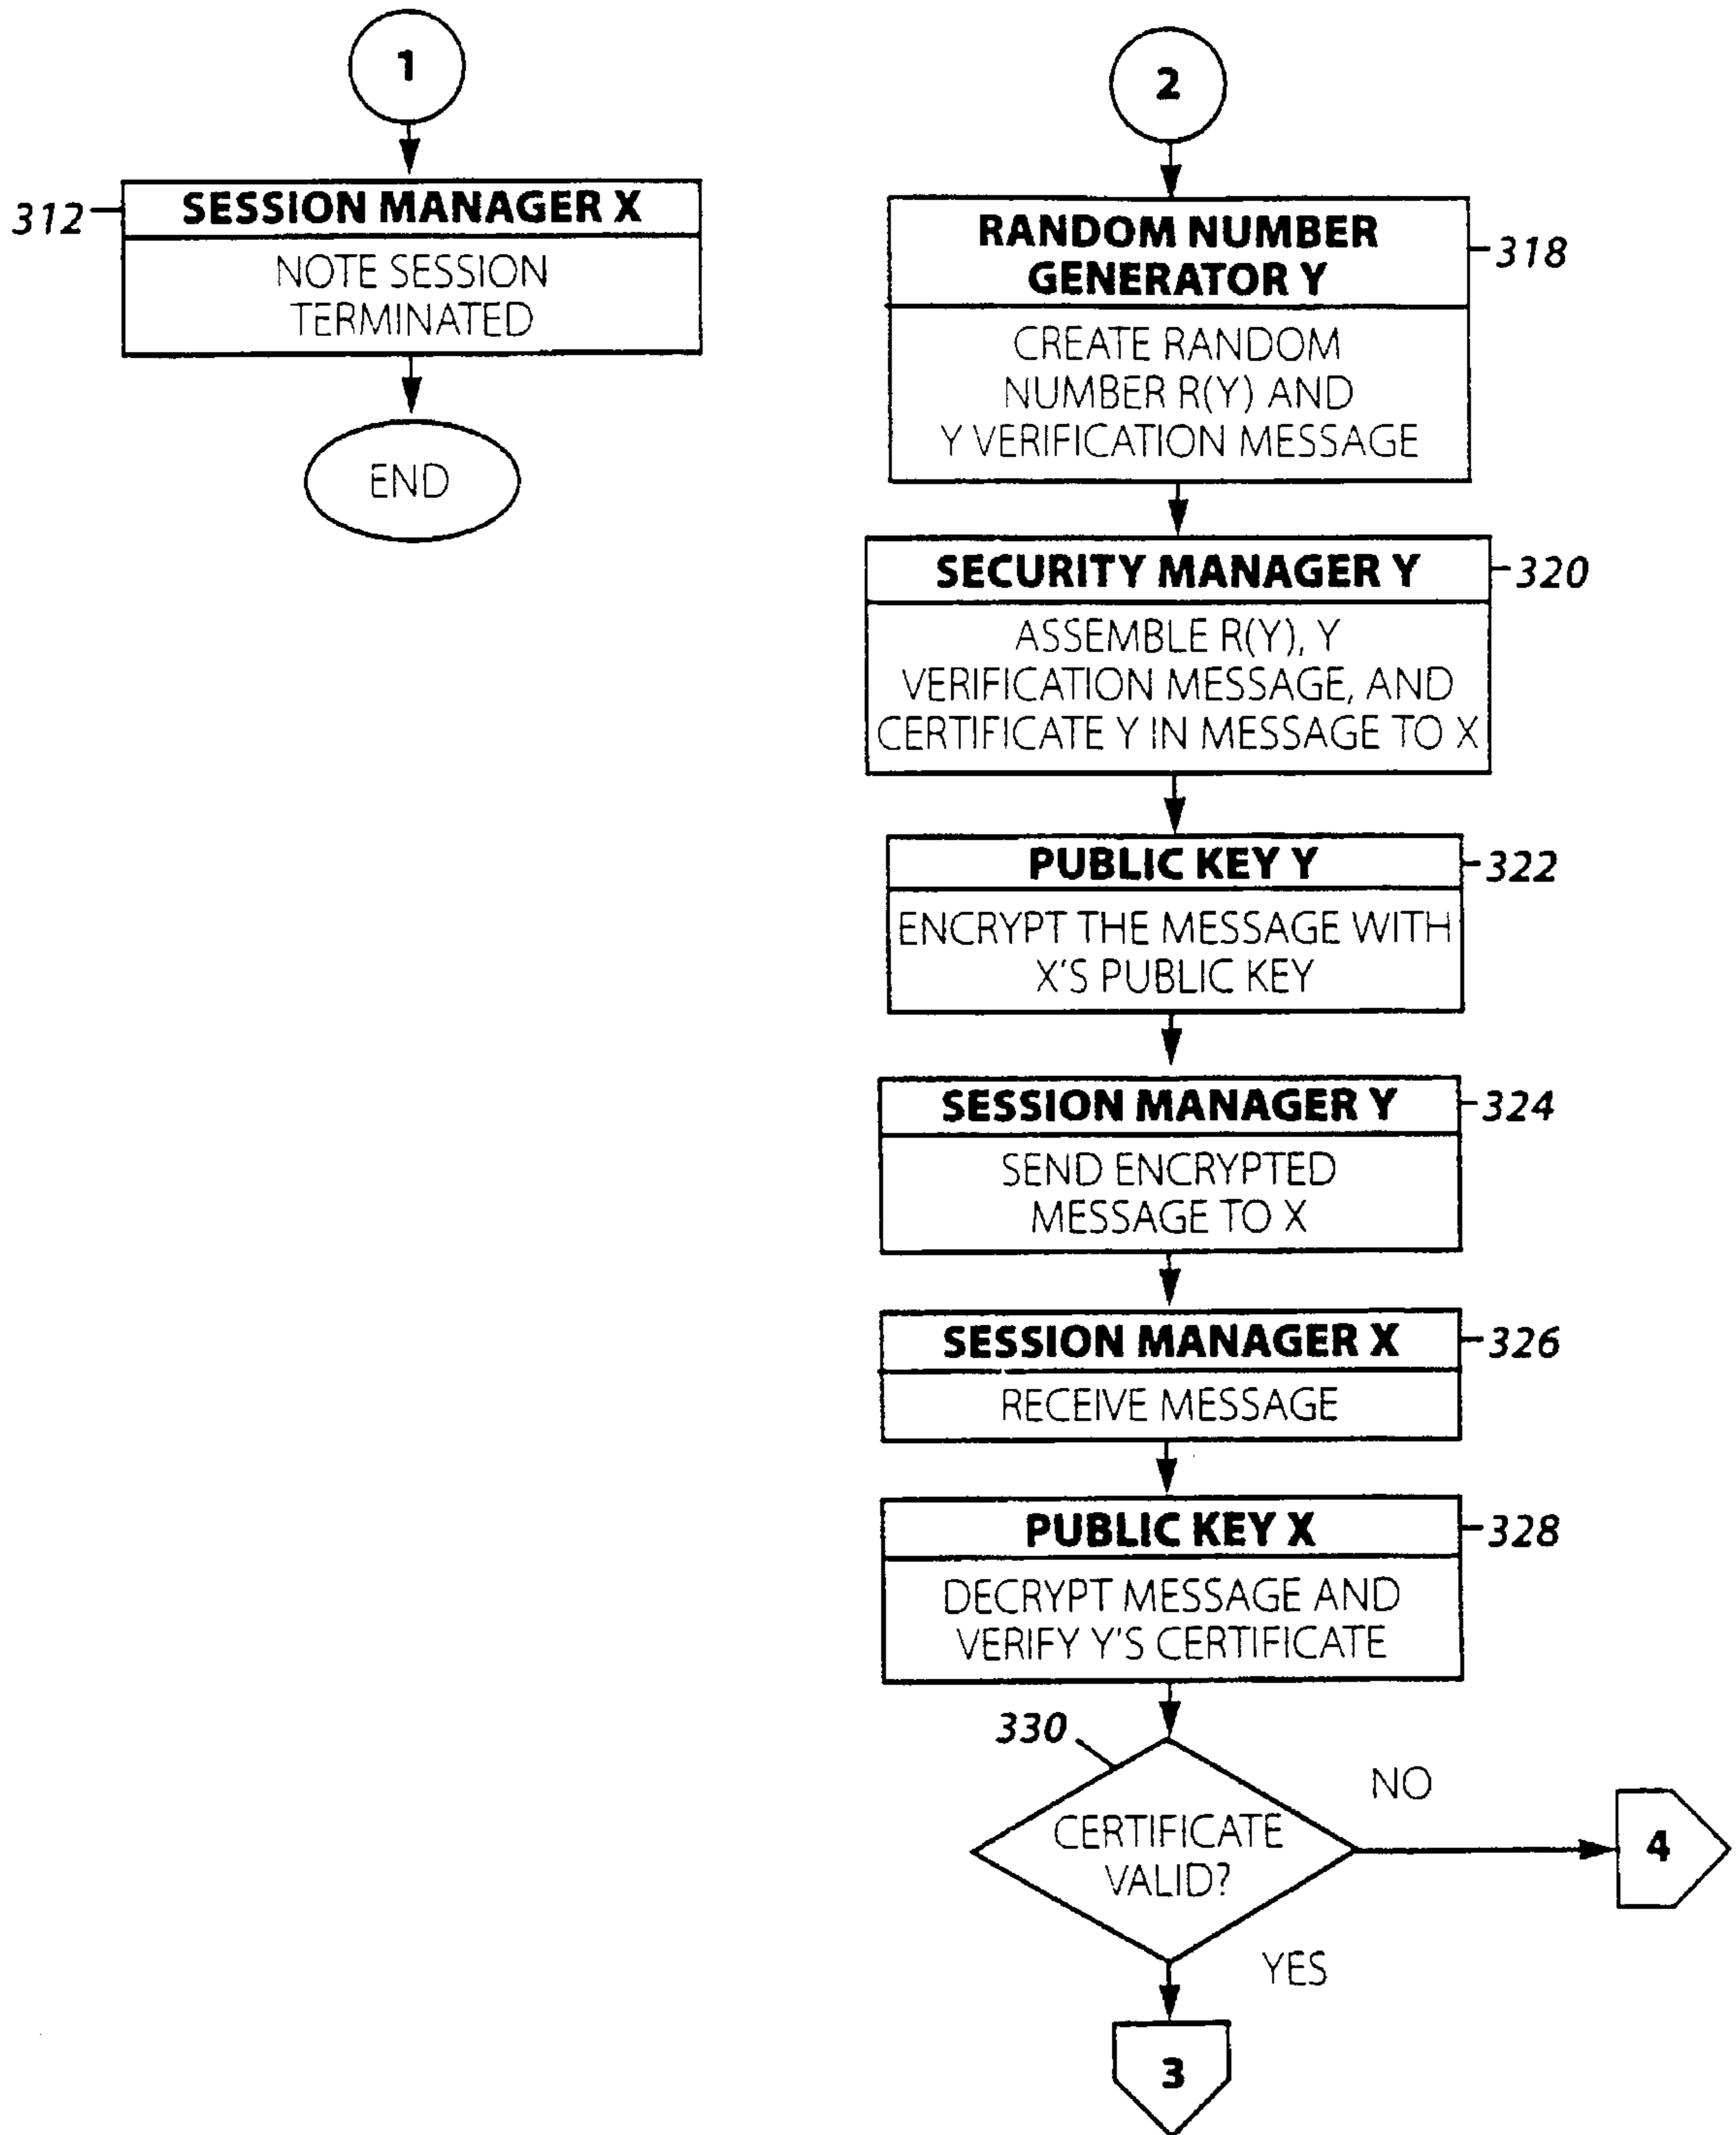 1
312
SESSION MANAGER X
NOTE SESSION
TERMINATED
END
2
RANDOM NUMBER
GENERATOR Y
318
CREATE RANDOM
NUMBER R(Y) AND
Y VERIFICATION MESSAGE
SECURITY MANAGER Y
320
ASSEMBLE R(Y), Y
VERIFICATION MESSAGE, AND
CERTIFICATE Y IN MESSAGE TO X
PUBLIC KEY Y
322
ENCRYPT THE MESSAGE WITH
X'S PUBLIC KEY
SESSION MANAGER Y
324
SEND ENCRYPTED
MESSAGE TO X
SESSION MANAGER X
326
RECEIVE MESSAGE
PUBLIC KEY X
328
DECRYPT MESSAGE AND
VERIFY Y'S CERTIFICATE
330
CERTIFICATE
VALID?
NO
4
YES
3